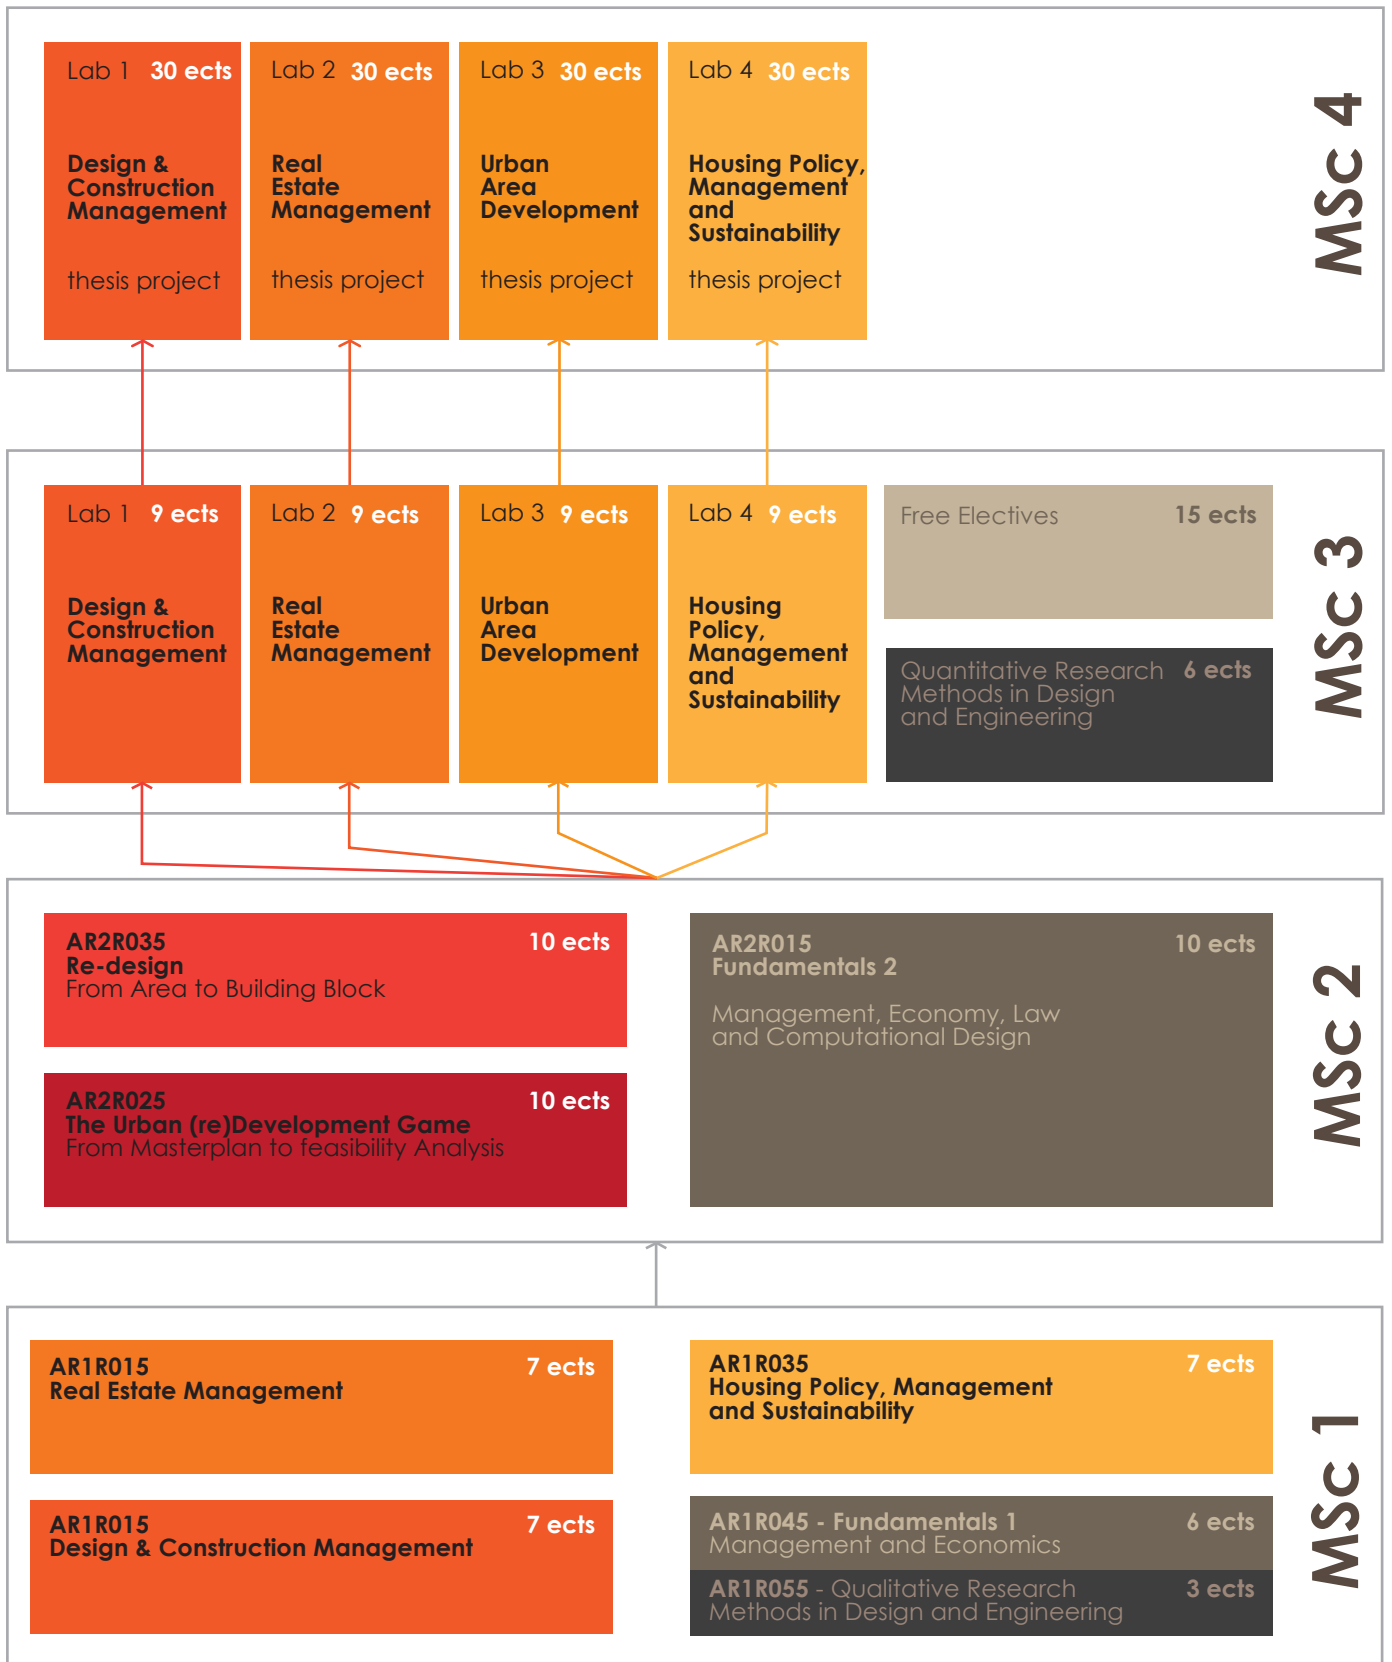 Lab 1 30 ects
Design &
Construction
Management
thesis project
Lab 2 30 ects
Real
Estate
Management
thesis project
Lab 3 30 ects
Urban
Area
Development
thesis project
Lab 4 30 ects
Housing Policy,
Management
and
Sustainability
thesis project
MSc 4
Lab 1 9 ects
Design &
Construction
Management
Lab 2 9 ects
Real
Estate
Management
Lab 3 9 ects
Urban
Area
Development
Lab 4 9 ects
Housing
Policy,
Management
and
Sustainability
Free Electives 15 ects
Quantitative Research 6 ects
Methods in Design
and Engineering
MSc 3
AR2R035 10 ects
Re-design
From Area to Building Block
AR2R025 10 ects
The Urban (re)Development Game
From Masterplan to feasibility Analysis
AR2R015 10 ects
Fundamentals 2
Management, Economy, Law
and Computational Design
MSc 2
AR1R015 7 ects
Real Estate Management
AR1R015 7 ects
Design & Construction Management
AR1R035 7 ects
Housing Policy, Management
and Sustainability
AR1R045 - Fundamentals 1 6 ects
Management and Economics
AR1R055 - Qualitative Research 3 ects
Methods in Design and Engineering
MSc 1